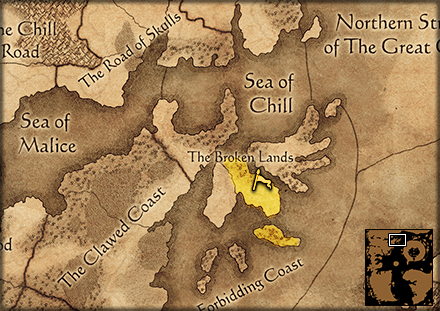 ne Chill
Road
The Road of Skulls
Northern Str
of The Great
Sea of
Chill
Sea of
Malice
The Broken Lands
The Clawed Coast
Forbidding Coast